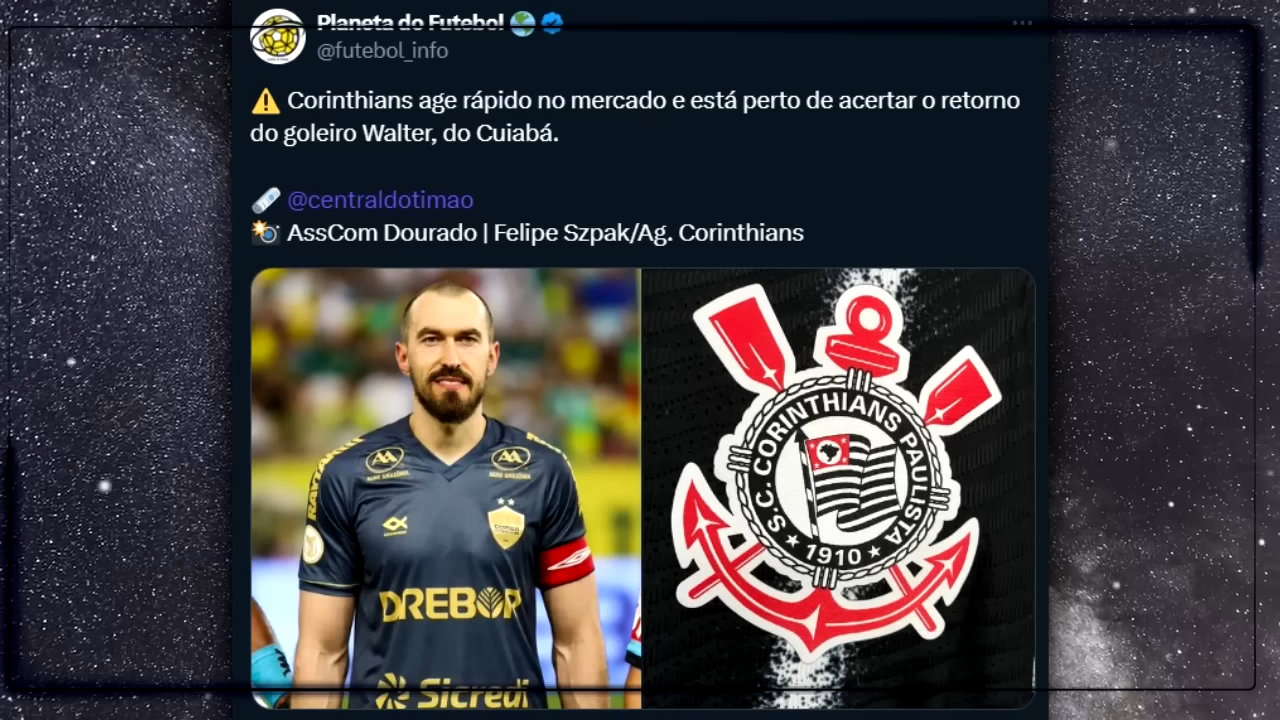 Planeta do Futebol
@futebol_info
⚠️ Corinthians age rápido no mercado e está perto de acertar o retorno
do goleiro Walter, do Cuiabá.
@centraldotimao
AssCom Dourado | Felipe Szpak/Ag. Corinthians
DREBOR
Sicredi
S.C. CORINTHIANS PAULISTA
★ 1910 ★